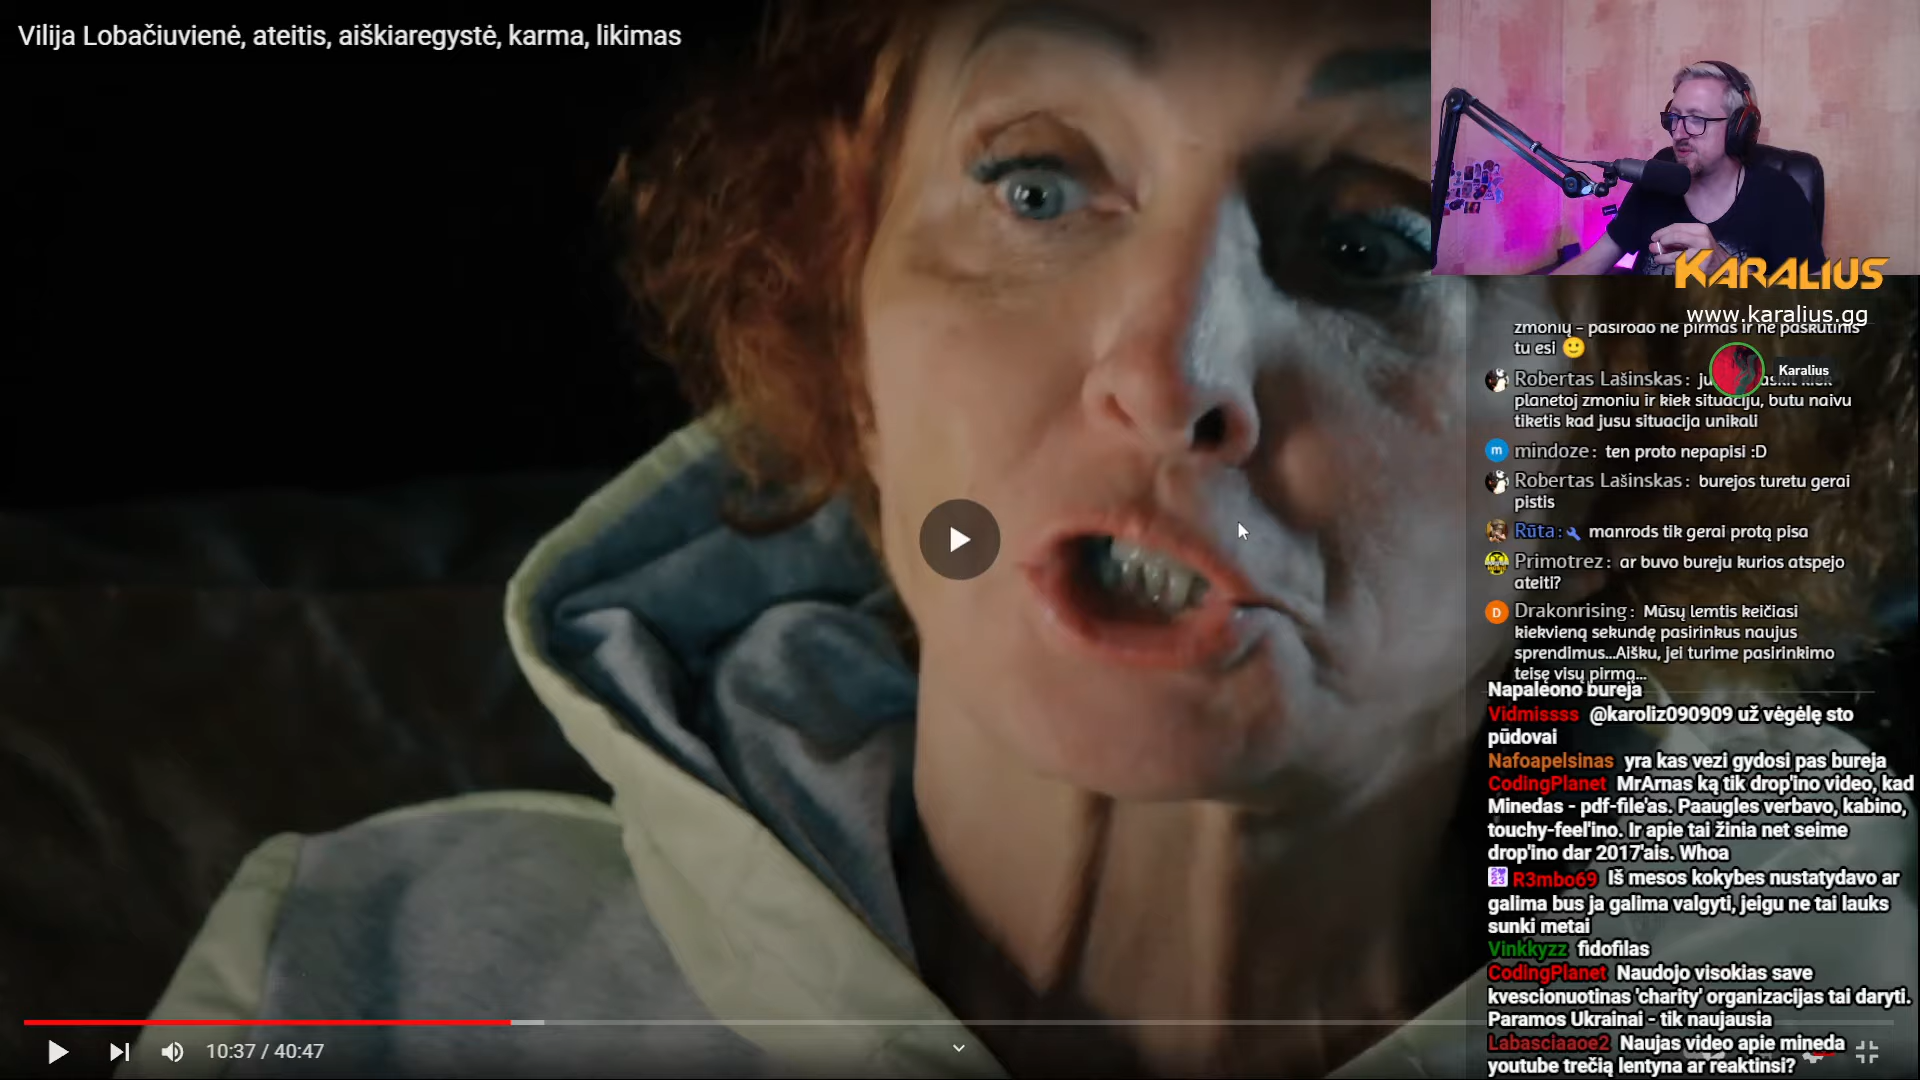 Vilija Lobačiuvienė, ateitis, aiškiaregystė, karma, likimas
KARALIUS
www.karalius.gg
zmonių - pasirodo ne pirmas ir ne paskutinis
tu esi 🙂
Karalius
Robertas Lašinskas: kiek
planetoj zmoniu ir kiek situaciju, butu naivu
tiketis kad jusu situacija unikali
m mindoze: ten proto nepapisi :D
Robertas Lašinskas: burejos turetu gerai
pistis
Rūta: manrods tik gerai protą pisa
Primotrez: ar buvo bureju kurios atspejo
ateiti?
D Drakonrising: Mūsų lemtis keičiasi
kiekvieną sekundę pasirinkus naujus
sprendimus...Aišku, jei turime pasirinkimo
teisę visų pirma...
Napaleono bureja
Vidmissss @karoliz090909 už vėgėlę sto
pūdovai
Nafoapelsinas yra kas vezi gydosi pas bureja
CodingPlanet MrArnas ką tik drop'ino video, kad
Minedas - pdf-file'as. Paaugles verbavo, kabino,
touchy-feel'ino. Ir apie tai žinia net seime
drop'ino dar 2017'ais. Whoa
R3mbo69 Iš mesos kokybes nustatydavo ar
galima bus ja galima valgyti, jeigu ne tai lauks
sunki metai
Vinkkyzz fidofilas
CodingPlanet Naudojo visokias save
kvescionuotinas 'charity' organizacijas tai daryti.
Paramos Ukrainai - tik naujausia
Labasciaaoe2 Naujas video apie mineda
youtube trečią lentyna ar reaktinsi?
10:37 / 40:47